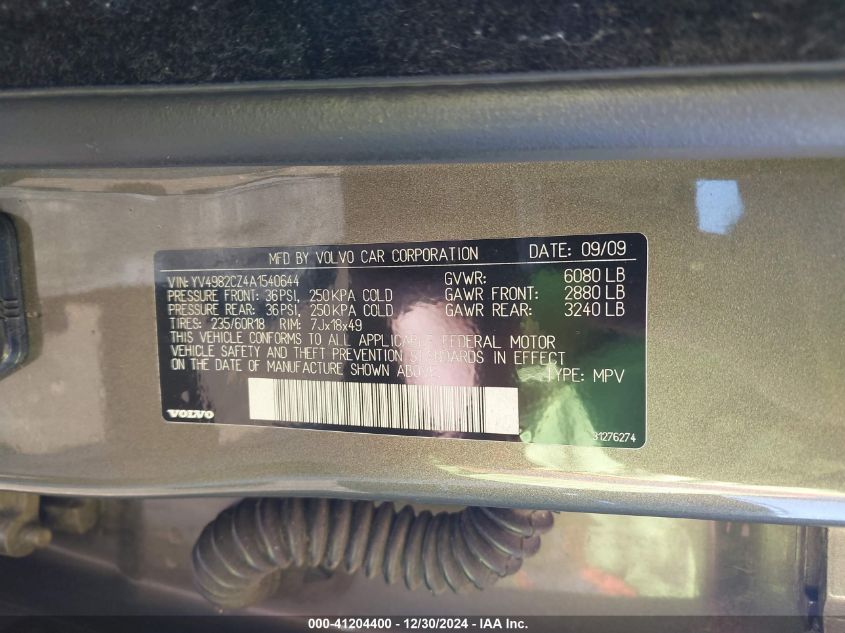 MFD BY VOLVO CAR CORPORATION DATE: 09/09
VIN: YV4982CZ4A1540644 GVWR: 6080 LB
PRESSURE FRONT: 36PSI, 250KPA COLD GAWR FRONT: 2880 LB
PRESSURE REAR: 36PSI, 250KPA COLD GAWR REAR: 3240 LB
TIRES: 235/60R18 RIM: 7Jx18x49
THIS VEHICLE CONFORMS TO ALL APPLICABLE FEDERAL MOTOR
VEHICLE SAFETY AND THEFT PREVENTION STANDARDS IN EFFECT
ON THE DATE OF MANUFACTURE SHOWN ABOVE. TYPE: MPV
VOLVO
31276274
000-41204400 - 12/30/2024 - IAA Inc.